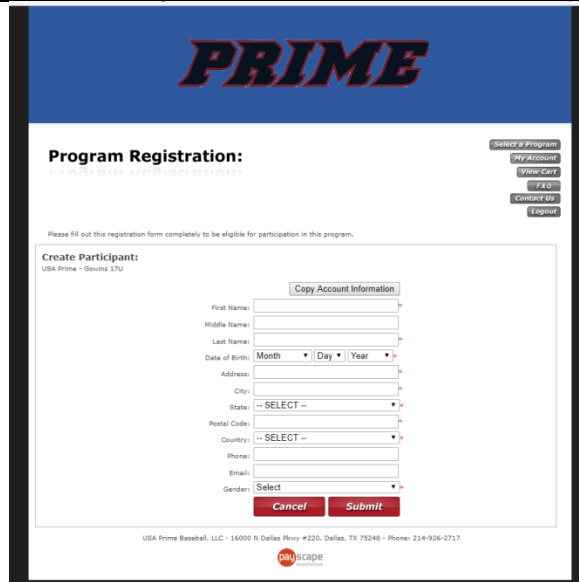 PRIME
Program Registration:
Select a Program
My Account
View Cart
FAQ
Contact Us
Logout
Please fill out this registration form completely to be eligible for participation in this program.
Create Participant:
USA Prime - Gowins 17U
Copy Account Information
First Name: *
Middle Name:
Last Name: *
Date of Birth: Month Day Year *
Address: *
City: *
State: -- SELECT -- *
Postal Code: *
Country: -- SELECT -- *
Phone:
Email:
Gender: Select *
Cancel Submit
USA Prime Baseball, LLC - 16000 N Dallas Pkwy #220, Dallas, TX 75248 - Phone: 214-926-2717
payscape